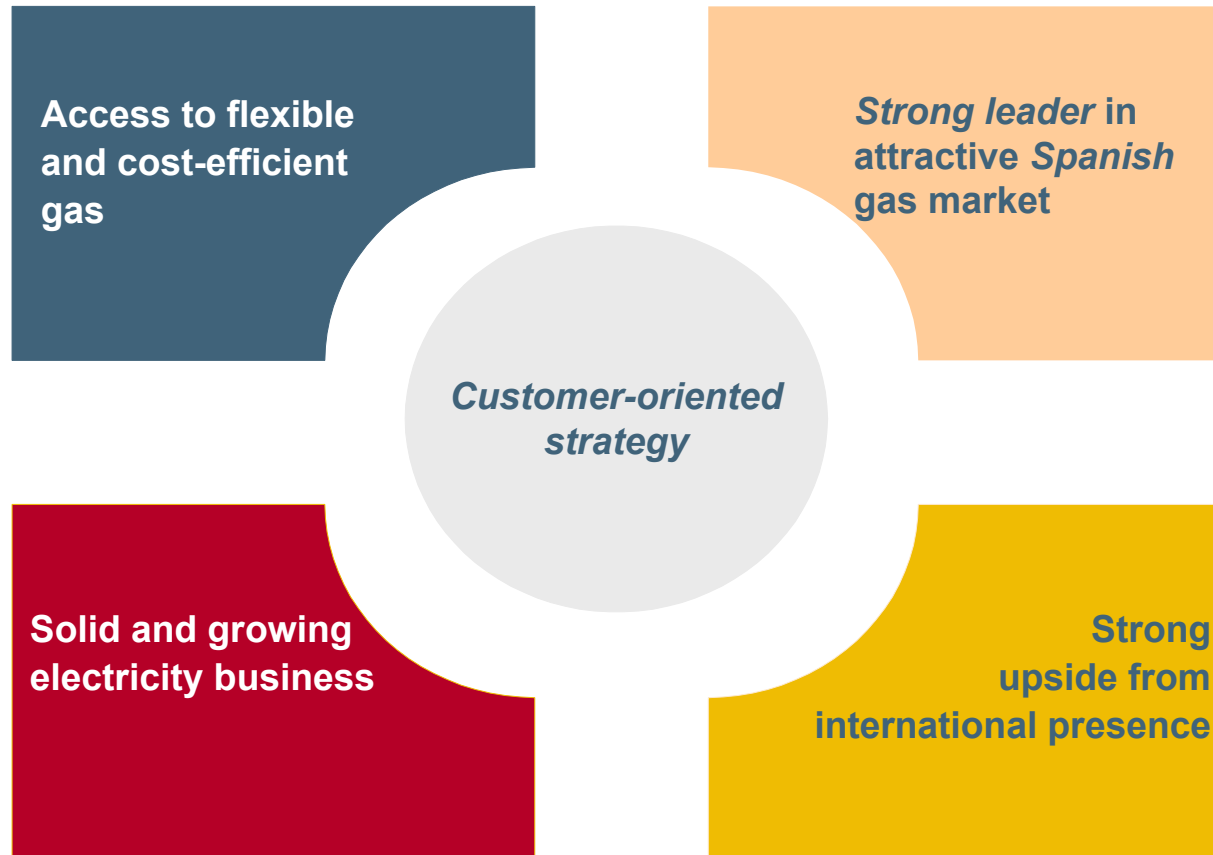 Access to flexible
and cost-efficient
gas
Strong leader in
attractive Spanish
gas market
Customer-oriented
strategy
Solid and growing
electricity business
Strong
upside from
international presence